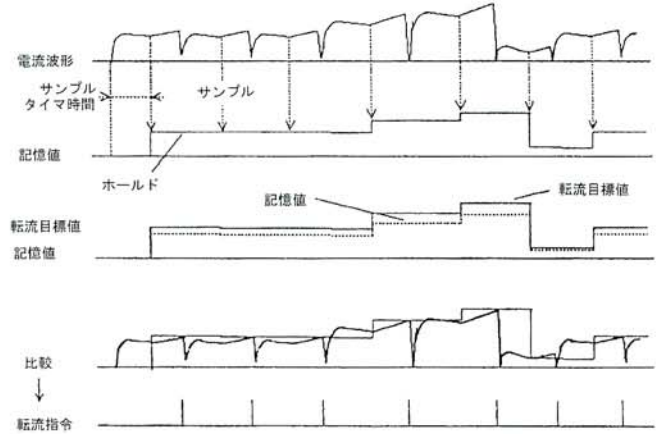 電流波形
サンプル
タイマ時間
サンプル
記憶値
ホールド
記憶値
転流目標値
転流目標値
記憶値
比較
転流指令